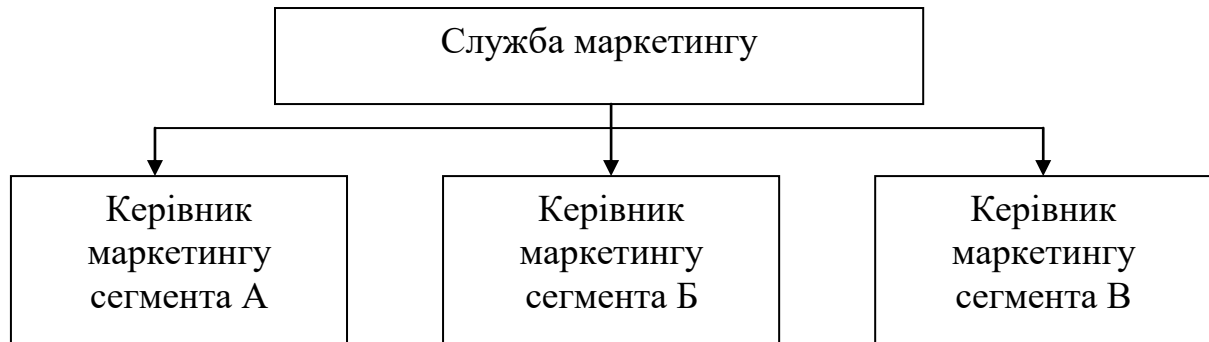 Служба маркетингу
Керівник
маркетингу
сегмента А
Керівник
маркетингу
сегмента Б
Керівник
маркетингу
сегмента В